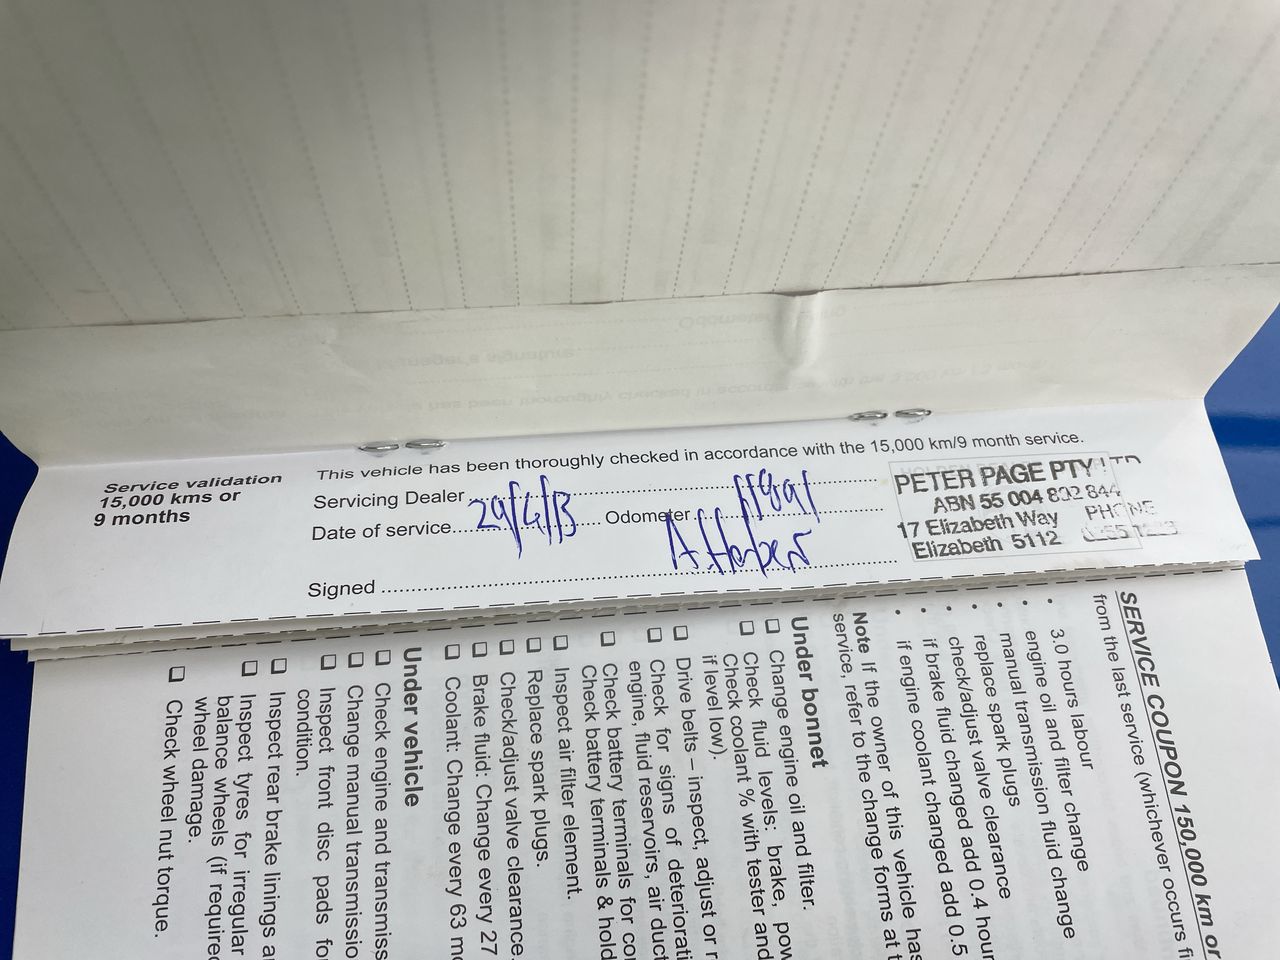 Service validation
15,000 kms or
9 months
This vehicle has been thoroughly checked in accordance with the 15,000 km/9 month service.
Servicing Dealer
Date of service 29/4/13 Odometer
Signed
PETER PAGE PTY LTD
ABN 55 004 832 844
17 Elizabeth Way PHONE
Elizabeth 5112
SERVICE COUPON 150,000 km or
from the last service (whichever occurs fi
• 3.0 hours labour
• engine oil and filter change
• manual transmission fluid change
• replace spark plugs
• check/adjust valve clearance
• if brake fluid changed add 0.4 hour
• if engine coolant changed add 0.5
Note If the owner of this vehicle has
service, refer to the change forms at t
Under bonnet
❑ Change engine oil and filter.
❑ Check fluid levels: brake, pow
Check coolant % with tester and
if level low).
❑ Drive belts – inspect, adjust or r
❑ Check for signs of deteriorati
engine, fluid reservoirs, air duct
❑ Check battery terminals for cor
Check battery terminals & hold
❑ Inspect air filter element.
❑ Replace spark plugs.
❑ Check/adjust valve clearance.
❑ Brake fluid: Change every 27
❑ Coolant: Change every 63 mo
Under vehicle
❑ Check engine and transmiss
❑ Change manual transmissio
❑ Inspect front disc pads fo
condition.
❑ Inspect rear brake linings a
❑ Inspect tyres for irregular
balance wheels (if require
wheel damage.
❑ Check wheel nut torque.